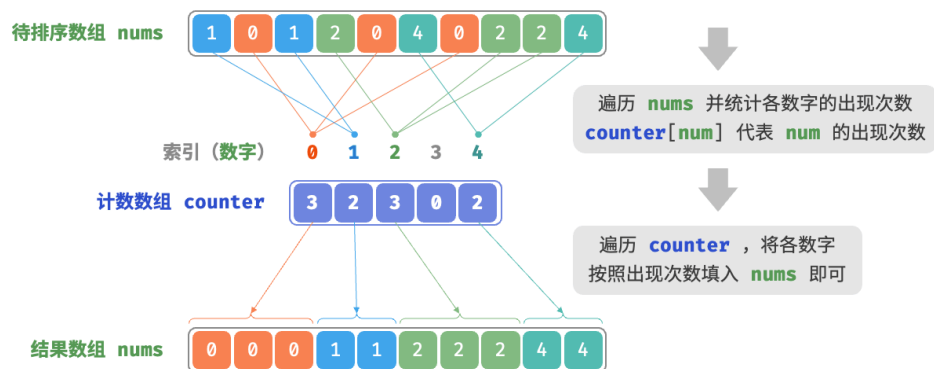 待排序数组 nums
1 0 1 2 0 4 0 2 2 4
遍历 nums 并统计各数字的出现次数
counter[num] 代表 num 的出现次数
索引（数字） 0 1 2 3 4
计数数组 counter 3 2 3 0 2
遍历 counter ，将各数字
按照出现次数填入 nums 即可
结果数组 nums 0 0 0 1 1 2 2 2 4 4